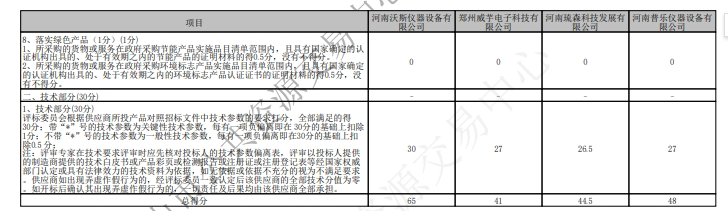 项目 河南沃斯仪器设备有限公司 郑州威芋电子科技有限公司 河南琉森科技发展有限公司 河南普乐仪器设备有限公司
8、落实绿色产品（1分）(1分)
1、所采购的货物或服务在政府采购节能产品实施品目清单范围内，且具有国家确定的认
证机构出具的、处于有效期之内的节能产品的证明材料的得0.5分，没有不得分。
2、所采购的货物或服务在政府采购环境标志产品实施品目清单范围内，且具有国家确定
的认证机构出具的、处于有效期之内的环境标志产品认证证书的证明材料的得0.5分，没
有不得分。
0 0 0 0
二、技术部分(30分) - - - -
1、技术部分(30分)
评标委员会根据供应商所投产品对照招标文件中技术参数的要求打分，全部满足的得
30分；带“*”号的技术参数为关键性技术参数，每有一项负偏离即在30分的基础上扣除
1分；不带“*”号的技术参数为一般性技术参数，每有一项负偏离即在30分的基础上扣
除0.5分；
注：评审专家在技术要求评审时应先核对投标人的技术参数偏离表，评审以投标人提供
的制造商提供的技术白皮书或产品彩页或检测报告或注册证或注册登记表等经国家权威
部门认定或具有法律效力的技术资料为依据，如无依据或依据不充分的视为不满足要求
。供应商如出现弄虚作假行为的，经评标委员一致认定后该供应商的全部技术分值为零
。如开标后确认其出现弄虚作假行为的，一切责任及后果均由该供应商全部承担。
30 27 26.5 27
总得分 65 41 44.5 48